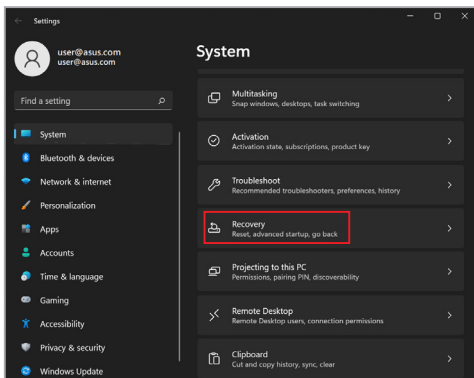 Settings
user@asus.com
user@asus.com
Find a setting
System
Bluetooth & devices
Network & internet
Personalization
Apps
Accounts
Time & language
Gaming
Accessibility
Privacy & security
Windows Update
System
Multitasking
Snap windows, desktops, task switching
Activation
Activation state, subscriptions, product key
Troubleshoot
Recommended troubleshooters, preferences, history
Recovery
Reset, advanced startup, go back
Projecting to this PC
Permissions, pairing PIN, discoverability
Remote Desktop
Remote Desktop users, connection permissions
Clipboard
Cut and copy history, sync, clear